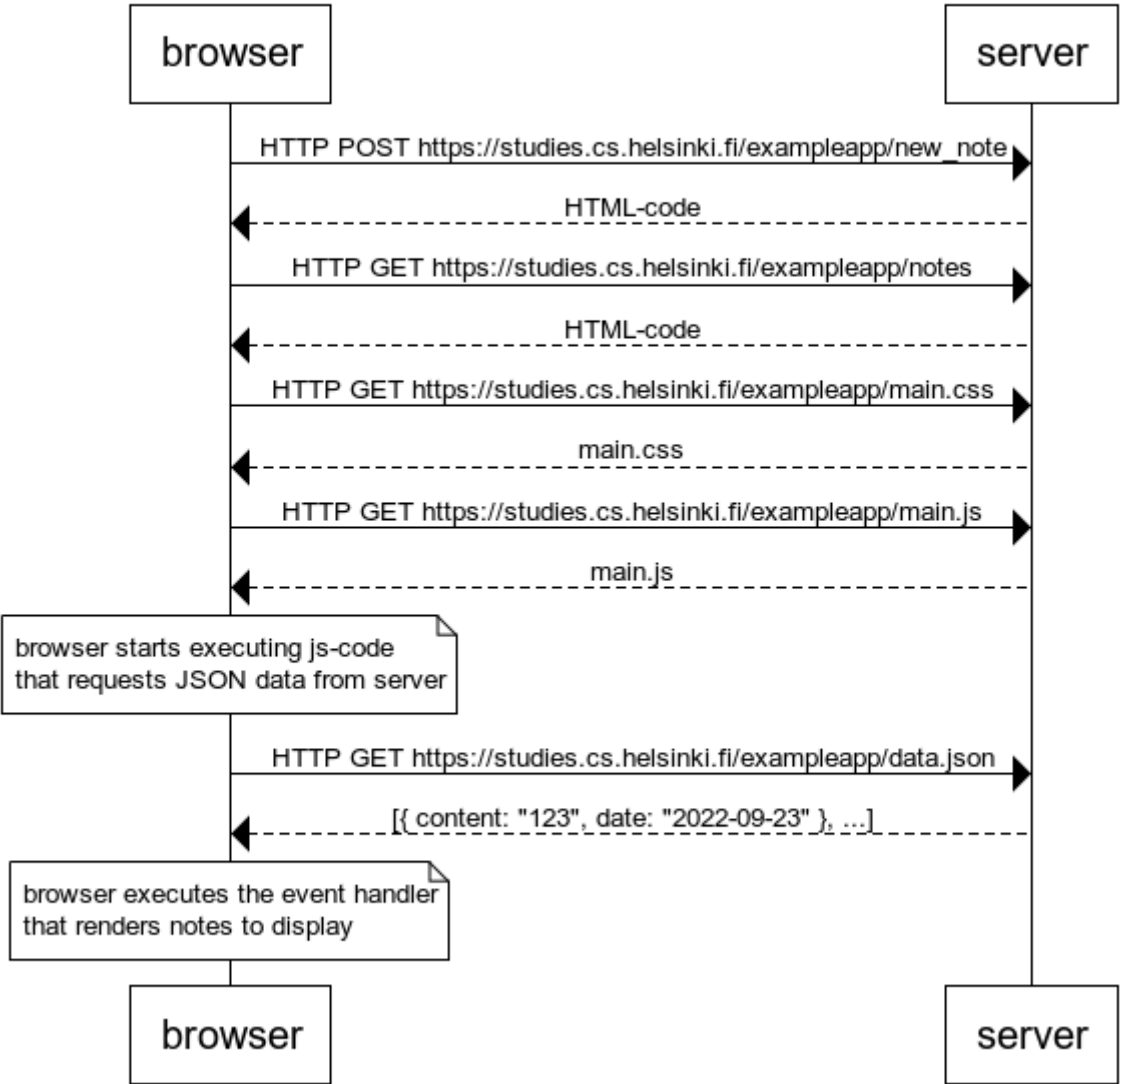 browser
server
HTTP POST https://studies.cs.helsinki.fi/exampleapp/new_note
HTML-code
HTTP GET https://studies.cs.helsinki.fi/exampleapp/notes
HTML-code
HTTP GET https://studies.cs.helsinki.fi/exampleapp/main.css
main.css
HTTP GET https://studies.cs.helsinki.fi/exampleapp/main.js
main.js
browser starts executing js-code
that requests JSON data from server
HTTP GET https://studies.cs.helsinki.fi/exampleapp/data.json
[{ content: "123", date: "2022-09-23" }, ...]
browser executes the event handler
that renders notes to display
browser
server